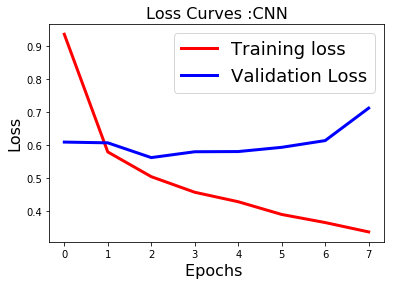 Loss Curves :CNN
Training loss
Validation Loss
Loss
0.9
0.8
0.7
0.6
0.5
0.4
0 1 2 3 4 5 6 7
Epochs